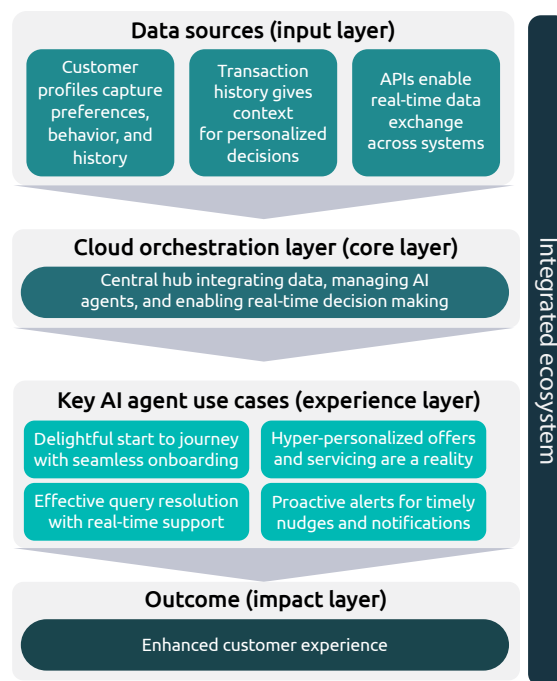 Data sources (input layer)
Customer
profiles capture
preferences,
behavior, and
history
Transaction
history gives
context
for personalized
decisions
APIs enable
real-time data
exchange
across systems
Cloud orchestration layer (core layer)
Central hub integrating data, managing AI
agents, and enabling real-time decision making
Key AI agent use cases (experience layer)
Delightful start to journey
with seamless onboarding
Hyper-personalized offers
and servicing are a reality
Effective query resolution
with real-time support
Proactive alerts for timely
nudges and notifications
Outcome (impact layer)
Enhanced customer experience
Integrated ecosystem